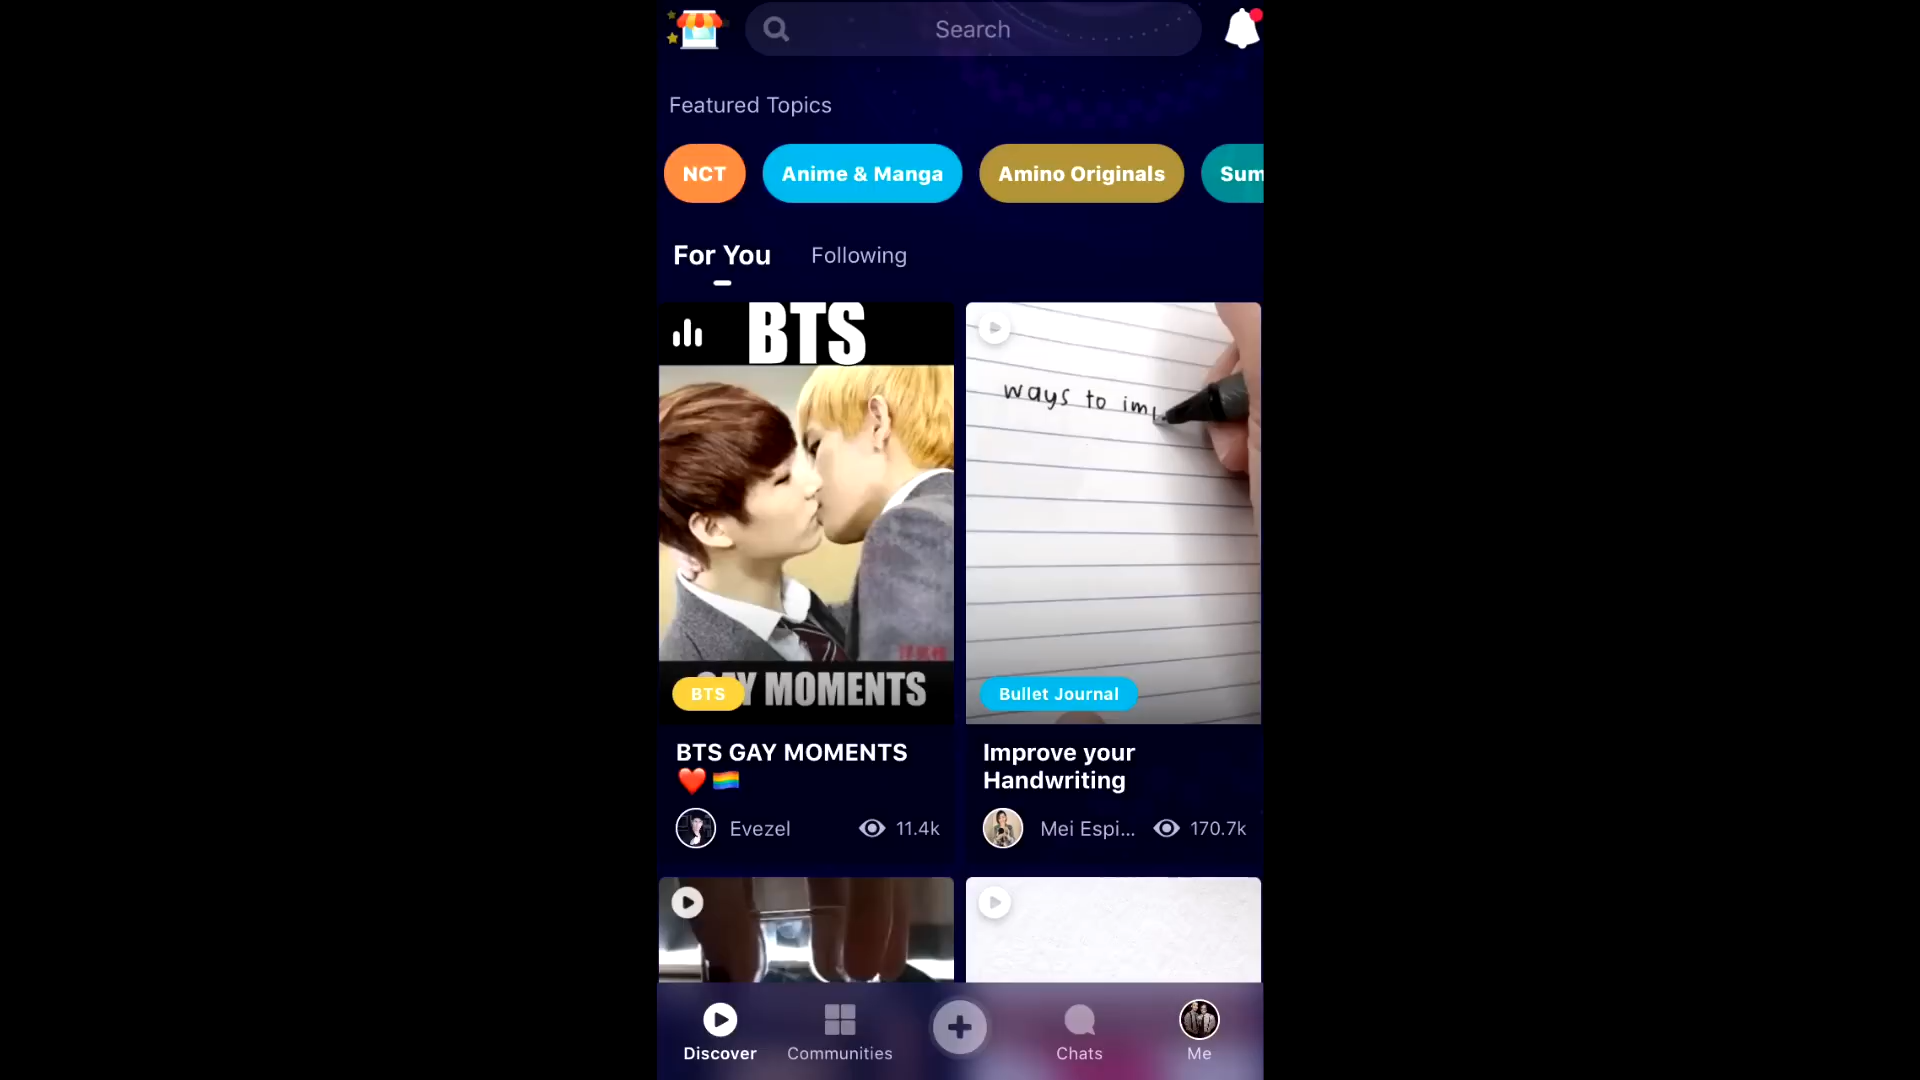 Search
Featured Topics
NCT
Anime & Manga
Amino Originals
Sum
For You
Following
BTS
MOMENTS
BTS
BTS GAY MOMENTS
❤️🏳️‍🌈
Evezel
11.4k
ways to im
Bullet Journal
Improve your
Handwriting
Mei Espi...
170.7k
Discover
Communities
Chats
Me